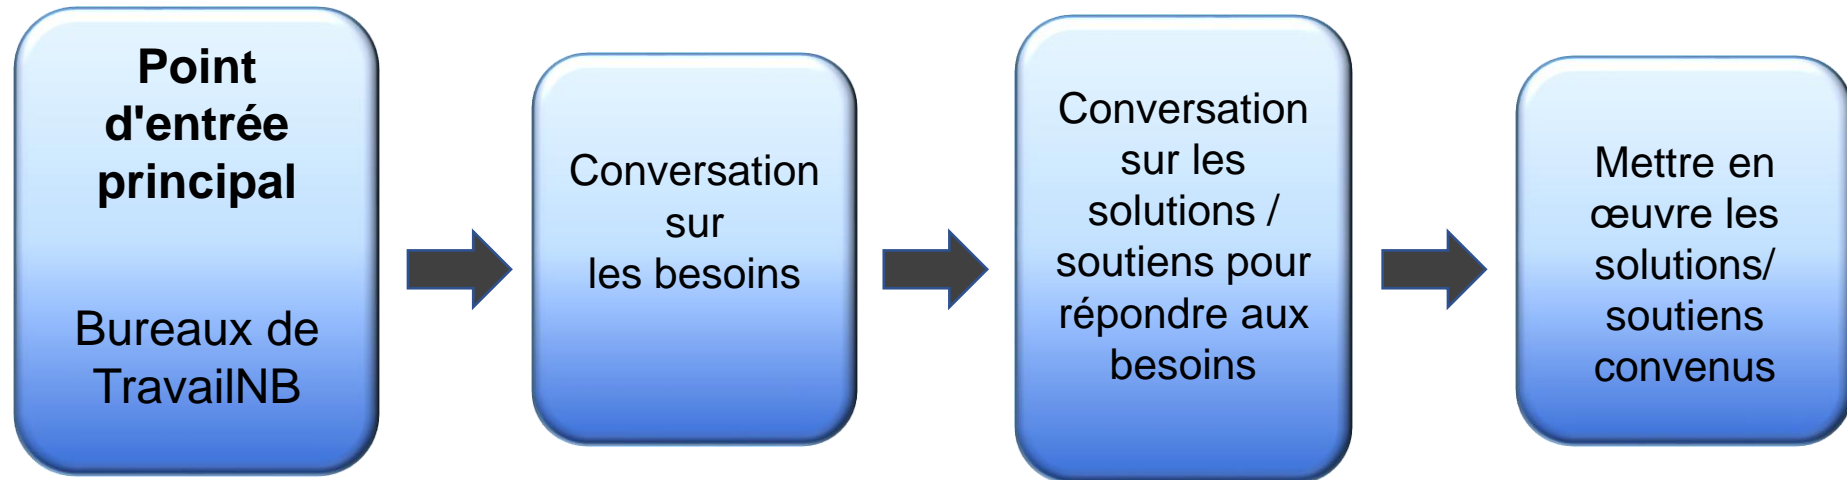 Point
d'entrée
principal
Bureaux de
TravailNB
Conversation
sur
les besoins
Conversation
sur les
solutions /
soutiens pour
répondre aux
besoins
Mettre en
œuvre les
solutions/
soutiens
convenus